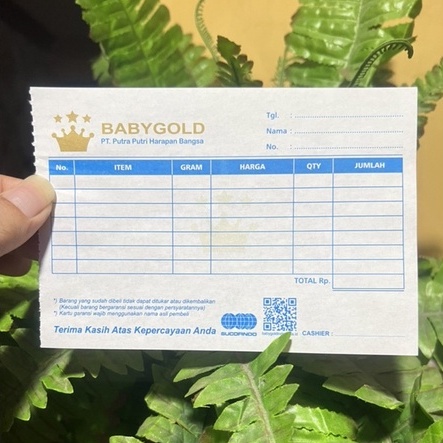 BABYGOLD
PT. Putra Putri Harapan Bangsa
Tgl. :
Nama :
No. :
No. ITEM GRAM HARGA QTY JUMLAH
TOTAL Rp.
*) Barang yang sudah dibeli tidak dapat ditukar atau dikembalikan
(Kecuali barang bergaransi sesuai dengan persyaratannya)
*) Kartu garansi wajib menggunakan nama asli pembeli
Terima Kasih Atas Kepercayaan Anda
SUCOFINDO
CASHIER :